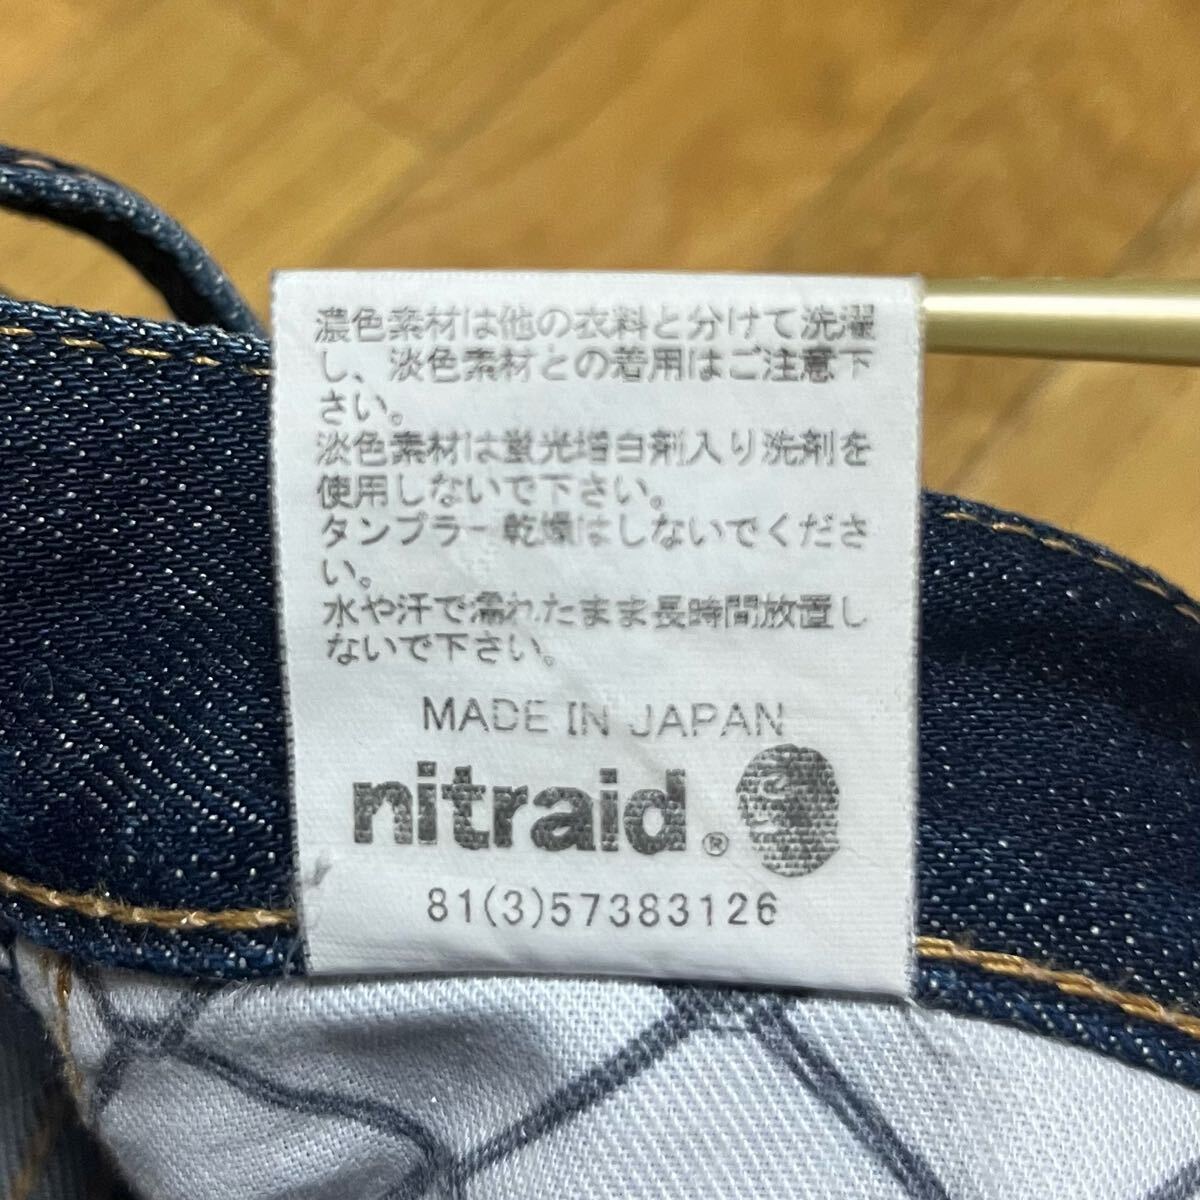 濃色素材は他の衣料と分けて洗濯
し、淡色素材との着用はご注意下
さい。
淡色素材は蛍光増白剤入り洗剤を
使用しないで下さい。
タンブラー乾燥はしないでくださ
い。
水や汗で濡れたまま長時間放置し
ないで下さい。
MADE IN JAPAN
nitraid®
81(3)57383126